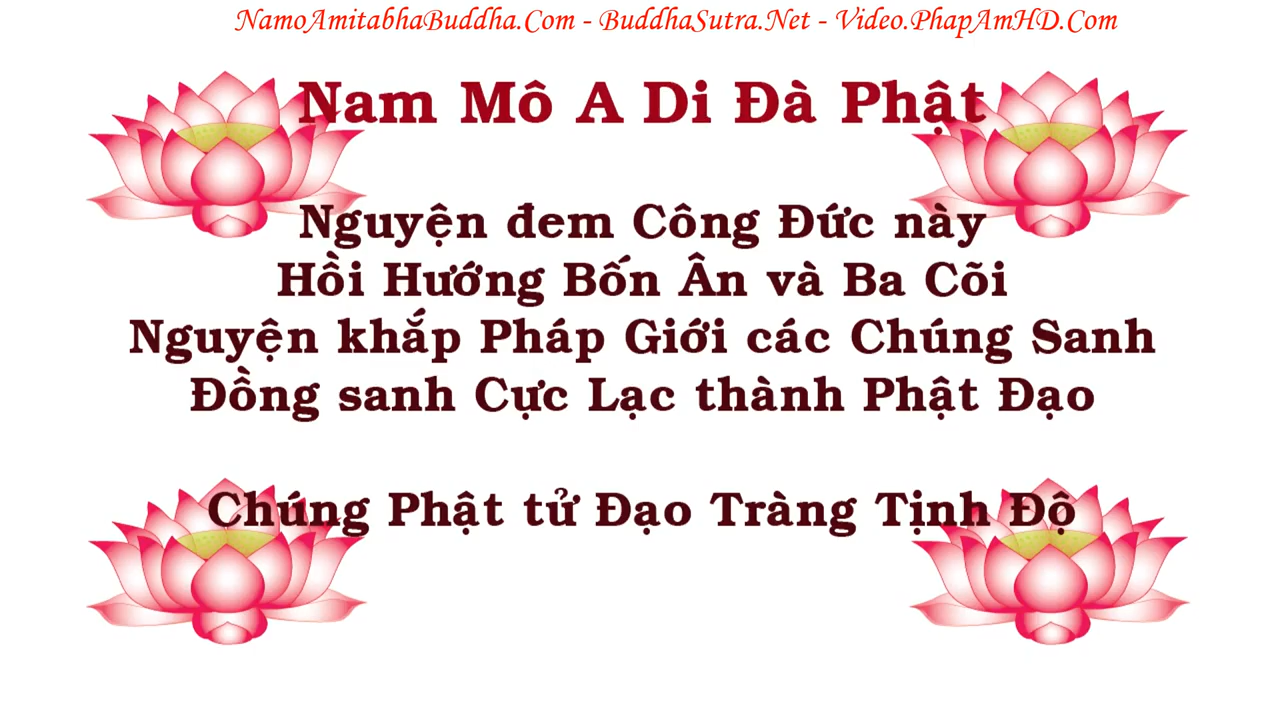 NamoAmitabhaBuddha.Com - BuddhaSutra.Net - Video.PhapAmHD.Com
Nam Mô A Di Đà Phật
Nguyện đem Công Đức này
Hồi Hướng Bốn Ân và Ba Cõi
Nguyện khắp Pháp Giới các Chúng Sanh
Đồng sanh Cực Lạc thành Phật Đạo
Chúng Phật tử Đạo Tràng Tịnh Độ